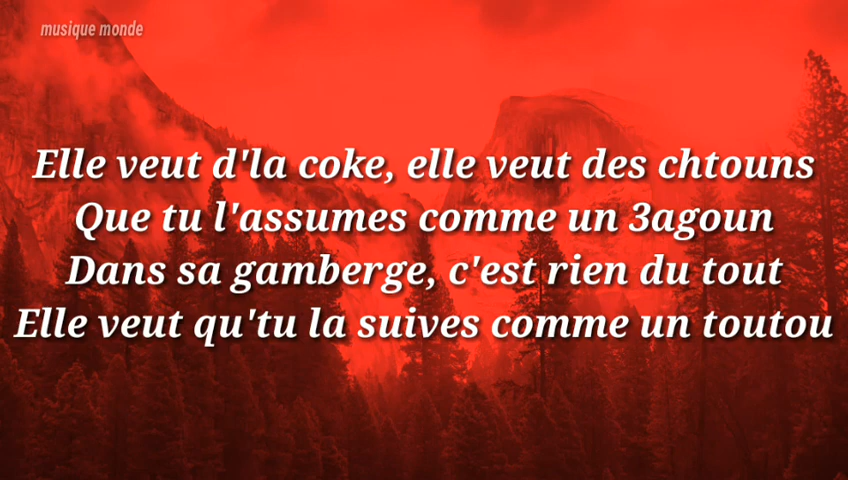 musique monde
Elle veut d'la coke, elle veut des chtouns
Que tu l'assumes comme un 3agoun
Dans sa gamberge, c'est rien du tout
Elle veut qu'tu la suives comme un toutou